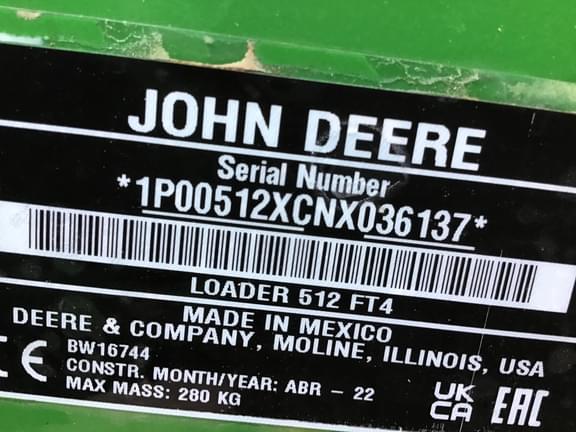 JOHN DEERE
Serial Number
*1P00512XCNX036137*
LOADER 512 FT4
MADE IN MEXICO
DEERE & COMPANY, MOLINE, ILLINOIS, USA
BW16744
CONSTR. MONTH/YEAR: ABR – 22
MAX MASS: 280 KG
CE
UK
CA
EAC